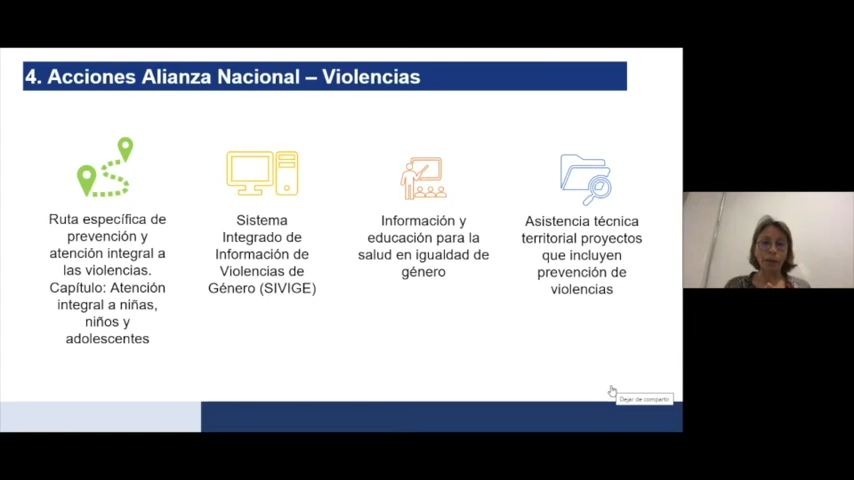 4. Acciones Alianza Nacional – Violencias
Ruta específica de
prevención y
atención integral a
las violencias.
Capítulo: Atención
integral a niñas,
niños y
adolescentes
Sistema
Integrado de
Información de
Violencias de
Género (SIVIGE)
Información y
educación para la
salud en igualdad de
género
Asistencia técnica
territorial proyectos
que incluyen
prevención de
violencias
Dejar de compartir